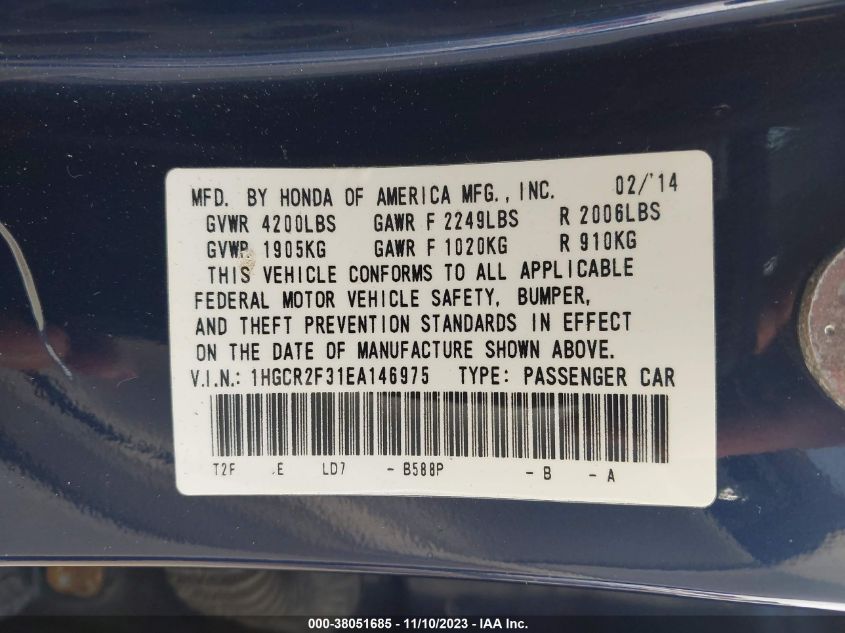 MFD. BY HONDA OF AMERICA MFG., INC. 02/'14
GVWR 4200LBS GAWR F 2249LBS R 2006LBS
GVWR 1905KG GAWR F 1020KG R 910KG
THIS VEHICLE CONFORMS TO ALL APPLICABLE
FEDERAL MOTOR VEHICLE SAFETY, BUMPER,
AND THEFT PREVENTION STANDARDS IN EFFECT
ON THE DATE OF MANUFACTURE SHOWN ABOVE.
V.I.N.: 1HGCR2F31EA146975 TYPE: PASSENGER CAR
T2F .E LD7 - B588P - B - A
000-38051685 - 11/10/2023 - IAA Inc.